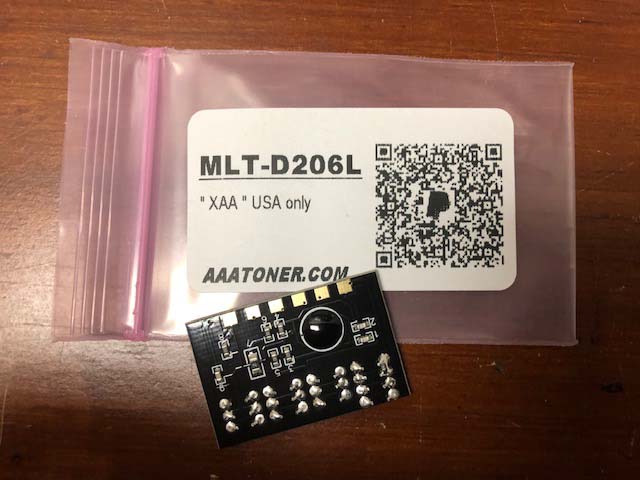 MLT-D206L
" XAA " USA only
AAATONER.COM